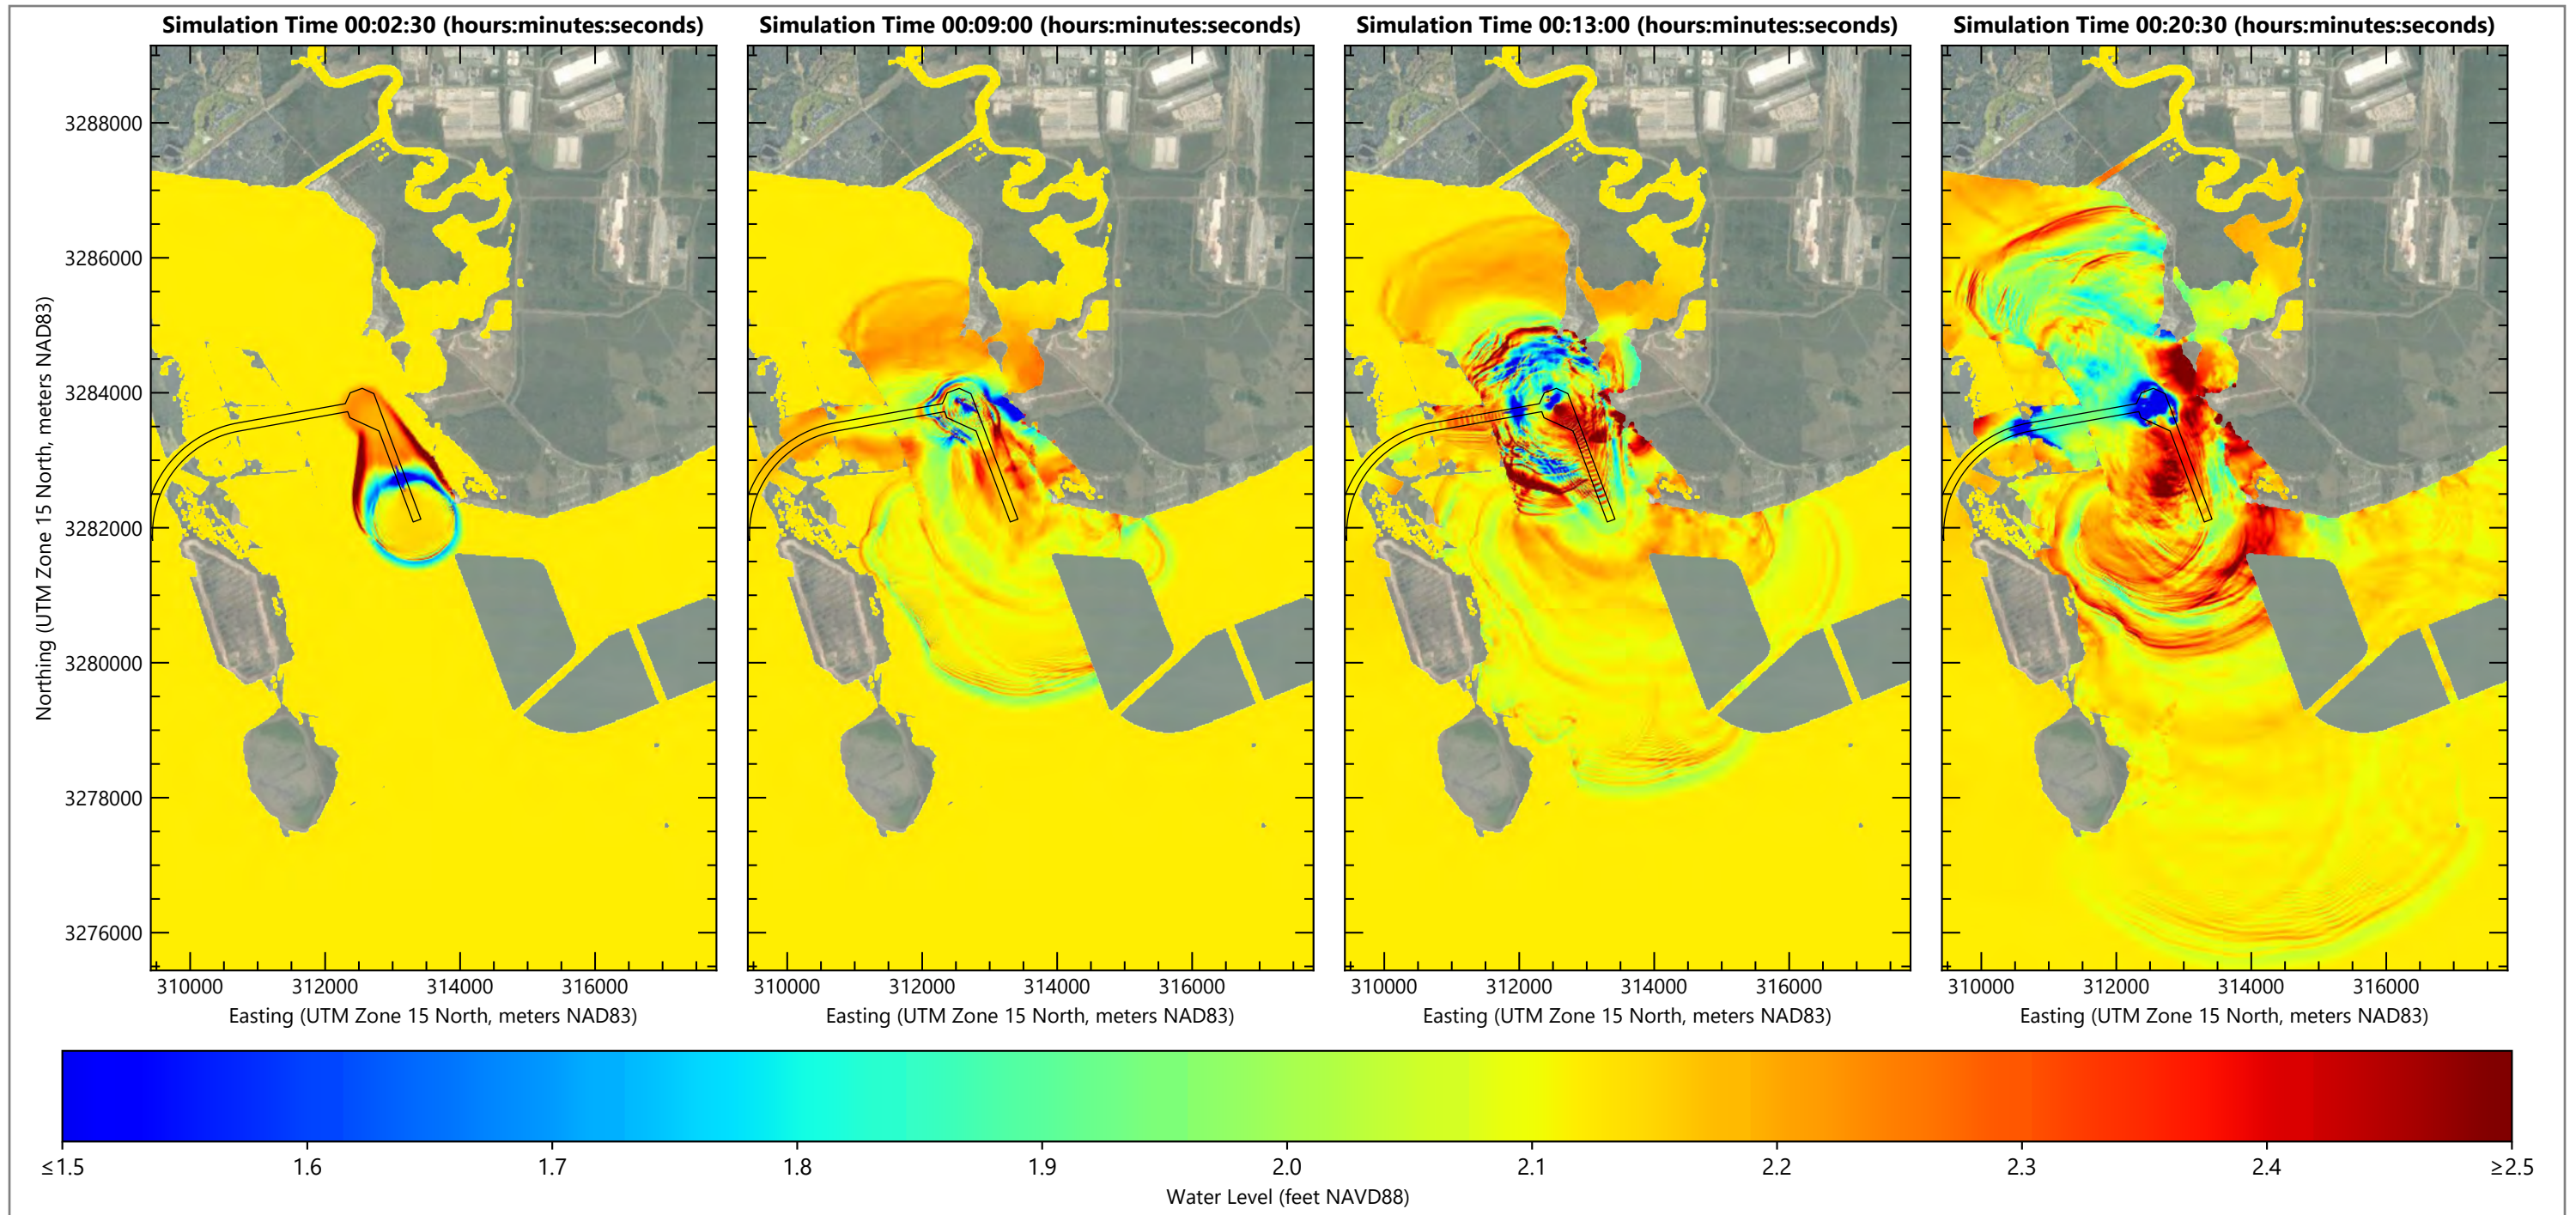 Simulation Time 00:02:30 (hours:minutes:seconds)
Simulation Time 00:09:00 (hours:minutes:seconds)
Simulation Time 00:13:00 (hours:minutes:seconds)
Simulation Time 00:20:30 (hours:minutes:seconds)
Northing (UTM Zone 15 North, meters NAD83)
3288000
3286000
3284000
3282000
3280000
3278000
3276000
310000 312000 314000 316000
310000 312000 314000 316000
310000 312000 314000 316000
310000 312000 314000 316000
Easting (UTM Zone 15 North, meters NAD83)
Easting (UTM Zone 15 North, meters NAD83)
Easting (UTM Zone 15 North, meters NAD83)
Easting (UTM Zone 15 North, meters NAD83)
≤1.5 1.6 1.7 1.8 1.9 2.0 2.1 2.2 2.3 2.4 ≥2.5
Water Level (feet NAVD88)